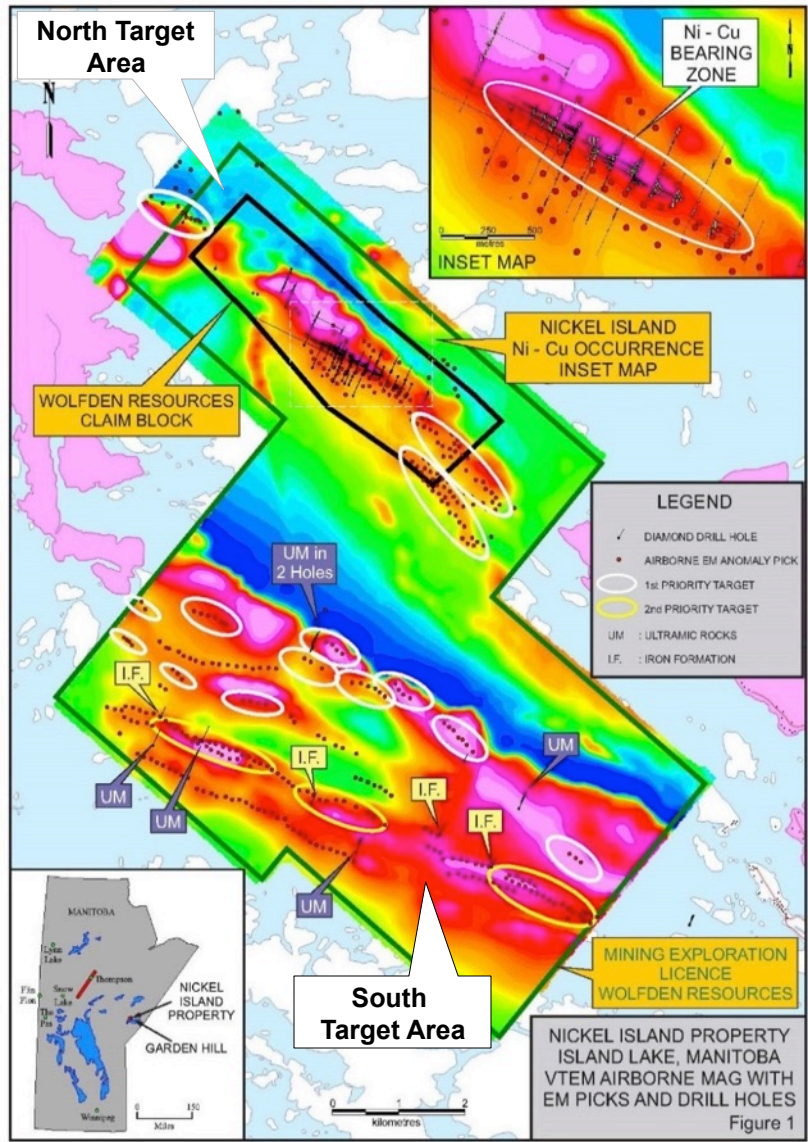 North Target
Area
N
Ni - Cu
BEARING
ZONE
N
0 250 500
metres
INSET MAP
NICKEL ISLAND
Ni - Cu OCCURRENCE
INSET MAP
WOLFDEN RESOURCES
CLAIM BLOCK
LEGEND
DIAMOND DRILL HOLE
AIRBORNE EM ANOMALY PICK
1st PRIORITY TARGET
2nd PRIORITY TARGET
UM : ULTRAMIC ROCKS
I.F. : IRON FORMATION
UM in
2 Holes
I.F.
UM
UM
I.F.
I.F.
I.F.
UM
UM
South
Target Area
MINING EXPLORATION
LICENCE
WOLFDEN RESOURCES
MANITOBA
Lynn
Lake
Thompson
Flin
Flon
Snow
Lake
The
Pas
NICKEL
ISLAND
PROPERTY
GARDEN HILL
Winnipeg
0 150
Miles
0 1 2
kilometres
NICKEL ISLAND PROPERTY
ISLAND LAKE, MANITOBA
VTEM AIRBORNE MAG WITH
EM PICKS AND DRILL HOLES
Figure 1